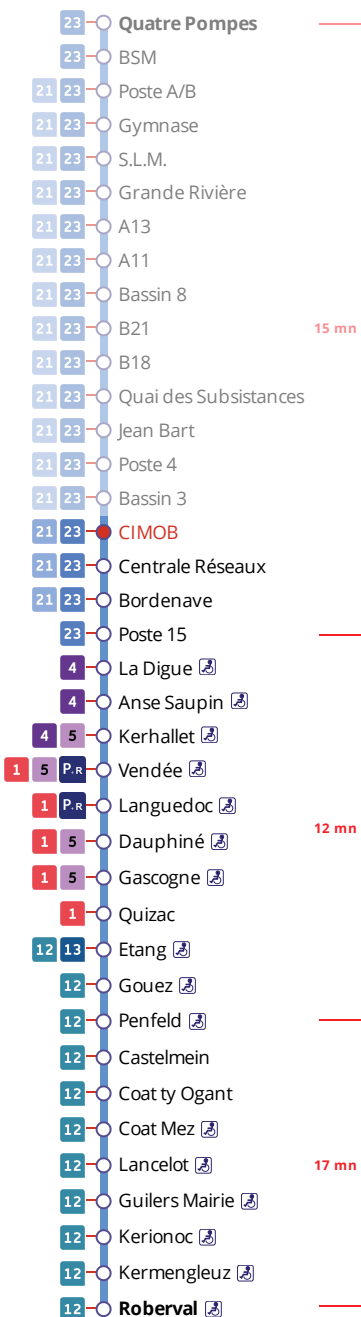 23 Quatre Pompes
23 BSM
21 23 Poste A/B
21 23 Gymnase
21 23 S.L.M.
21 23 Grande Rivière
21 23 A13
21 23 A11
21 23 Bassin 8
21 23 B21 15 mn
21 23 B18
21 23 Quai des Subsistances
21 23 Jean Bart
21 23 Poste 4
21 23 Bassin 3
21 23 CIMOB
21 23 Centrale Réseaux
21 23 Bordenave
23 Poste 15
4 La Digue
4 Anse Saupin
4 5 Kerhallet
1 5 P.R Vendée
1 P.R Languedoc
12 mn
1 5 Dauphiné
1 5 Gascogne
1 Quizac
12 13 Etang
12 Gouez
12 Penfeld
12 Castelmein
12 Coat ty Ogant
12 Coat Mez
12 Lancelot 17 mn
12 Guilers Mairie
12 Kerionoc
12 Kermengleuz
12 Roberval